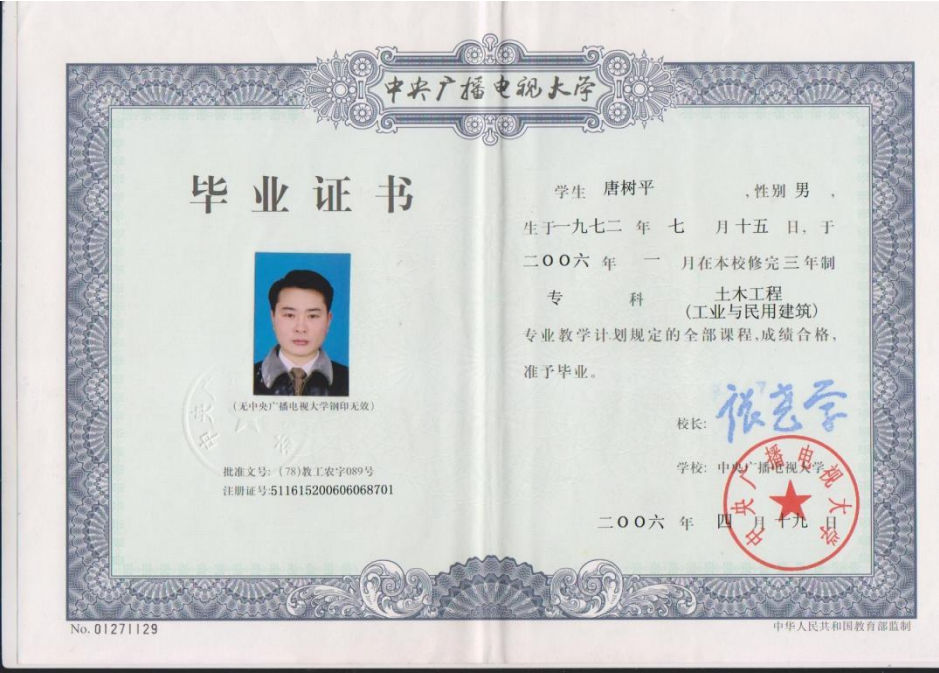 中央广播电视大学
毕业证书
(无中央广播电视大学钢印无效)
批准文号:(78)教工农字089号
注册证号:511615200606068701
No. 01271129
学生 唐树平 ,性别 男 ,
生于一九七二 年 七 月十五 日, 于
二OO六 年 一 月在本校修完三年制
专 科 土木工程
(工业与民用建筑)
专业教学计划规定的全部课程,成绩合格,
准予毕业。
校长: 张尧学
学校: 中央广播电视大学
中央广播电视大学
二OO六 年 四 月 十九 日
中华人民共和国教育部监制